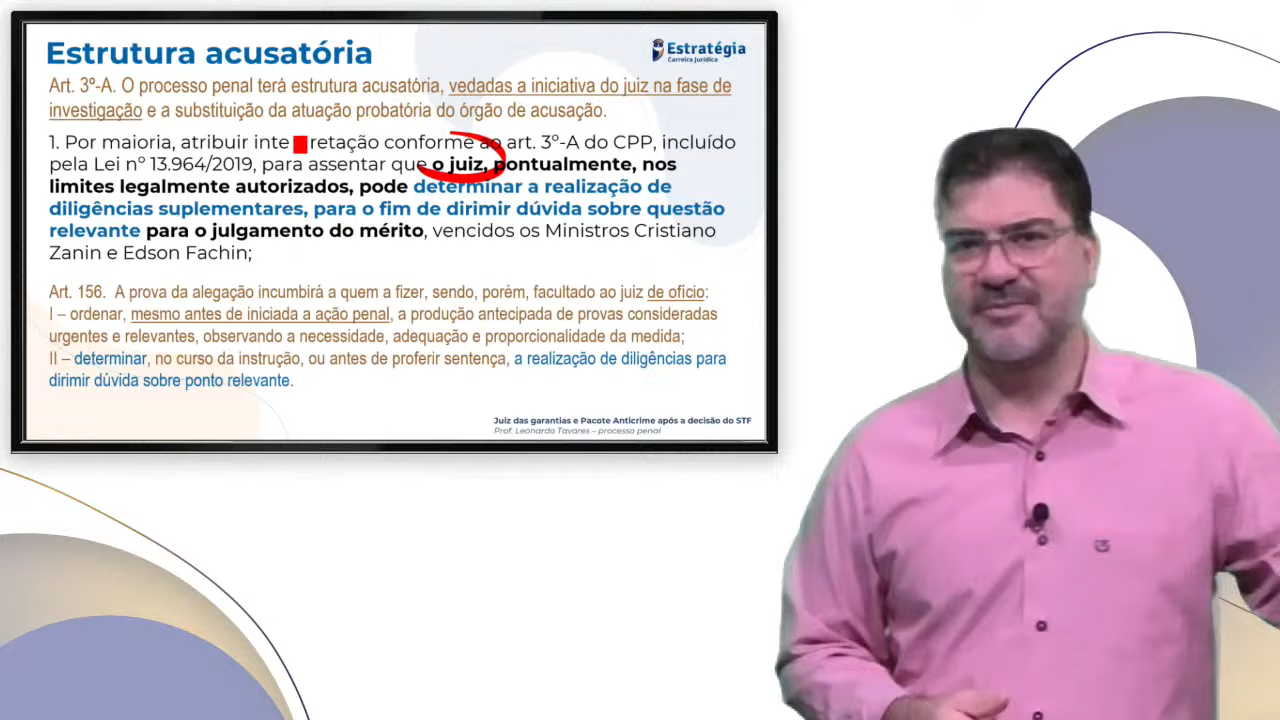 Estrutura acusatória
Estratégia
Carreira Jurídica
Art. 3º-A. O processo penal terá estrutura acusatória, vedadas a iniciativa do juiz na fase de
investigação e a substituição da atuação probatória do órgão de acusação.
1. Por maioria, atribuir inte retação conforme ao art. 3º-A do CPP, incluído
pela Lei nº 13.964/2019, para assentar que o juiz, pontualmente, nos
limites legalmente autorizados, pode determinar a realização de
diligências suplementares, para o fim de dirimir dúvida sobre questão
relevante para o julgamento do mérito, vencidos os Ministros Cristiano
Zanin e Edson Fachin;
Art. 156. A prova da alegação incumbirá a quem a fizer, sendo, porém, facultado ao juiz de ofício:
I – ordenar, mesmo antes de iniciada a ação penal, a produção antecipada de provas consideradas
urgentes e relevantes, observando a necessidade, adequação e proporcionalidade da medida;
II – determinar, no curso da instrução, ou antes de proferir sentença, a realização de diligências para
dirimir dúvida sobre ponto relevante.
Juiz das garantias e Pacote Anticrime após a decisão do STF
Prof. Leonardo Tavares – processo penal